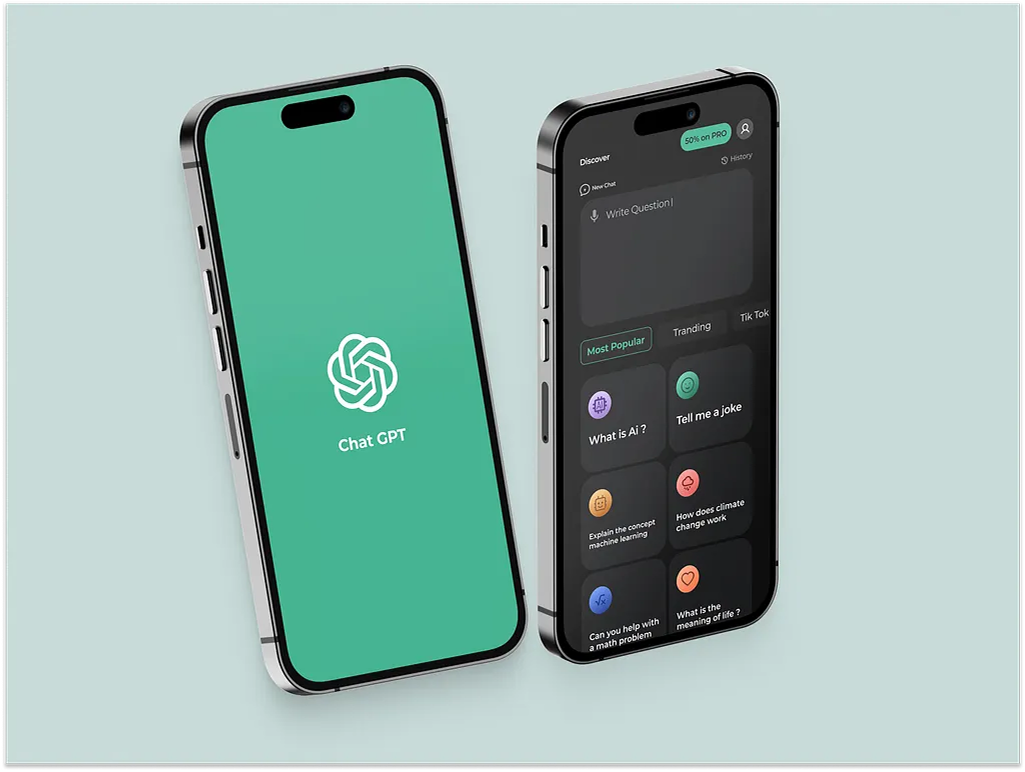 Chat GPT
50% on PRO
Discover
History
New Chat
Write Question
Most Popular
Tranding
Tik Tok
What is Ai ?
Tell me a joke
Explain the concept
machine learning
How does climate
change work
Can you help with
a math problem
What is the
meaning of life ?